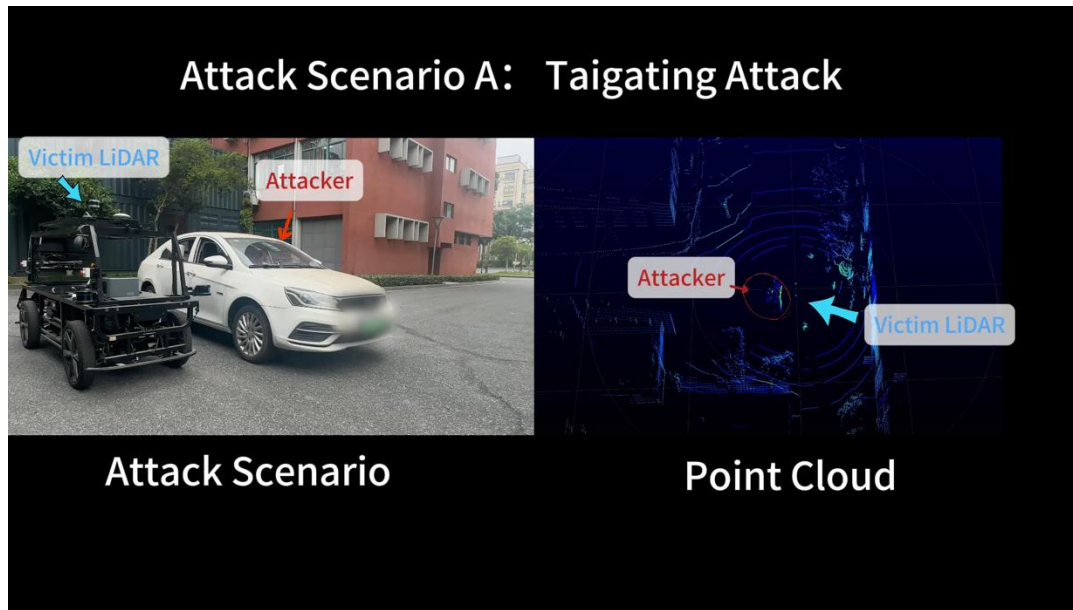 Attack Scenario A: Taigating Attack
Victim LiDAR
Attacker
Attacker
Victim LiDAR
Attack Scenario
Point Cloud